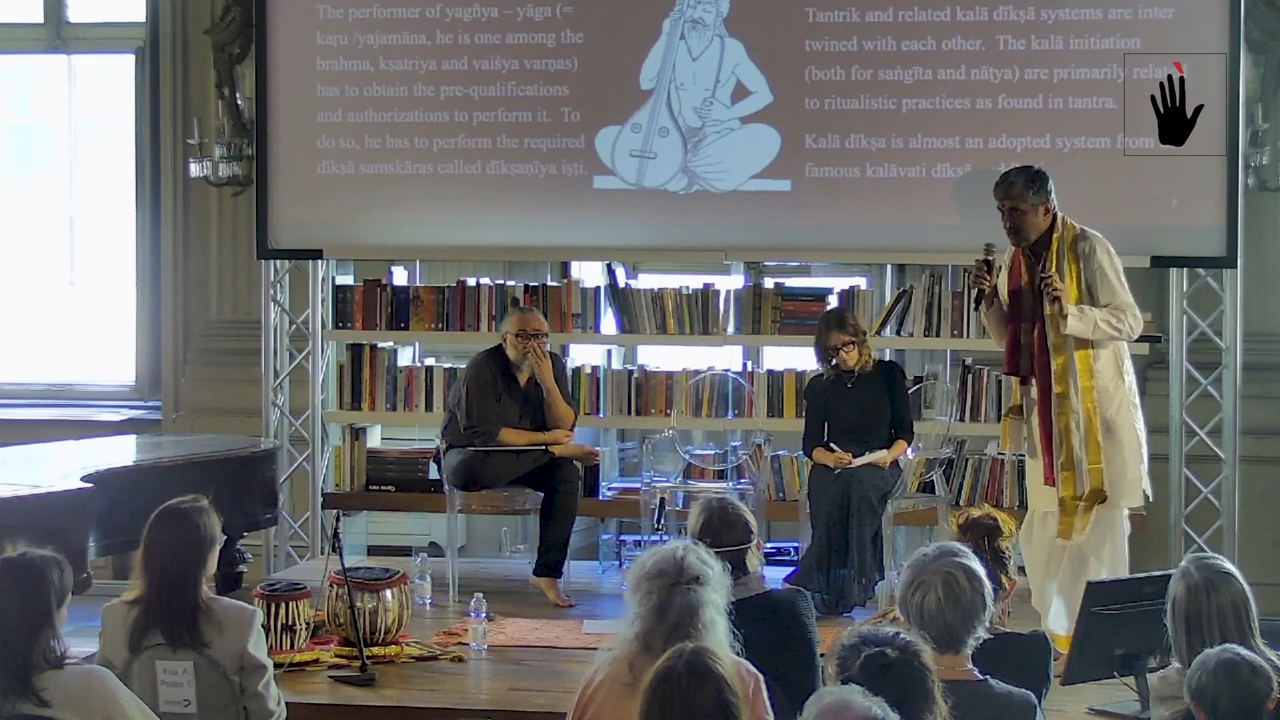 The performer of yagñya – yāga (=
kaṛu /yajamāna, he is one among the
brahma, kṣatriya and vaiśya varṇas)
has to obtain the pre-qualifications
and authorizations to perform it. To
do so, he has to perform the required
dīkṣā samskāras called dīkṣaṇīya iṣṭi.
Tantrik and related kalā dīkṣā systems are inter
twined with each other. The kalā initiation
(both for saṅgīta and nāṭya) are primarily
to ritualistic practices as found in tantra.
Kalā dīkṣa is almost an adopted system from
famous kalāvati
Fila A
Posto